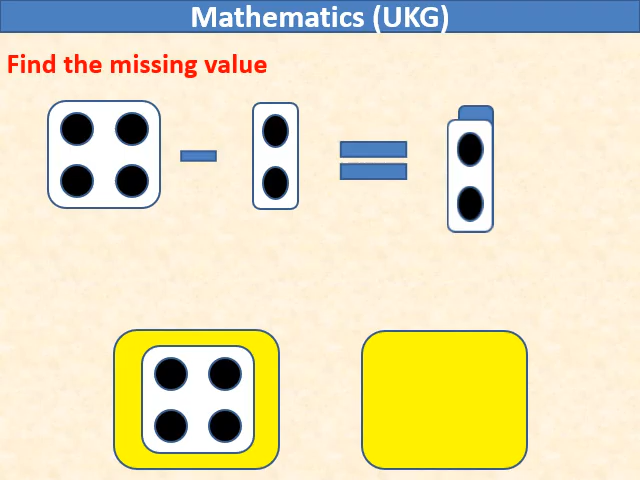 Mathematics (UKG)
Find the missing value